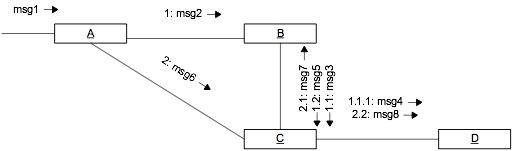 msg1
1: msg2
A
B
2: msg6
2.1: msg7
1.2: msg5
1.1: msg3
1.1.1: msg4
2.2: msg8
C
D